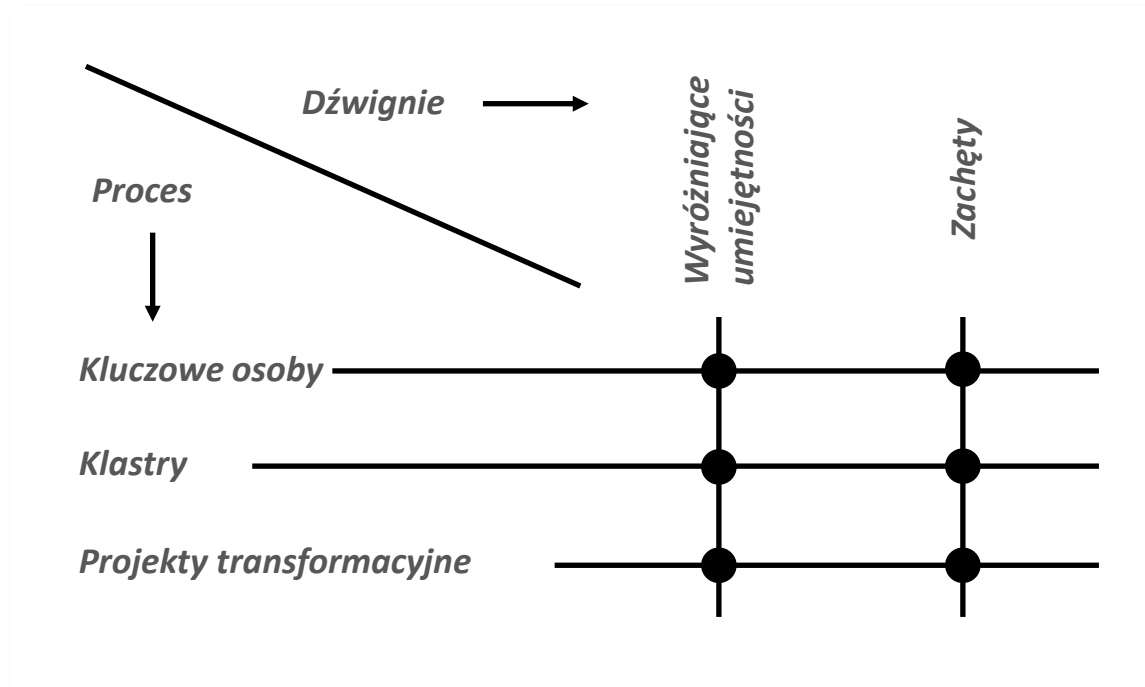 Dźwignie
Proces
Wyróżniające
umiejętności
Zachęty
Kluczowe osoby
Klastry
Projekty transformacyjne